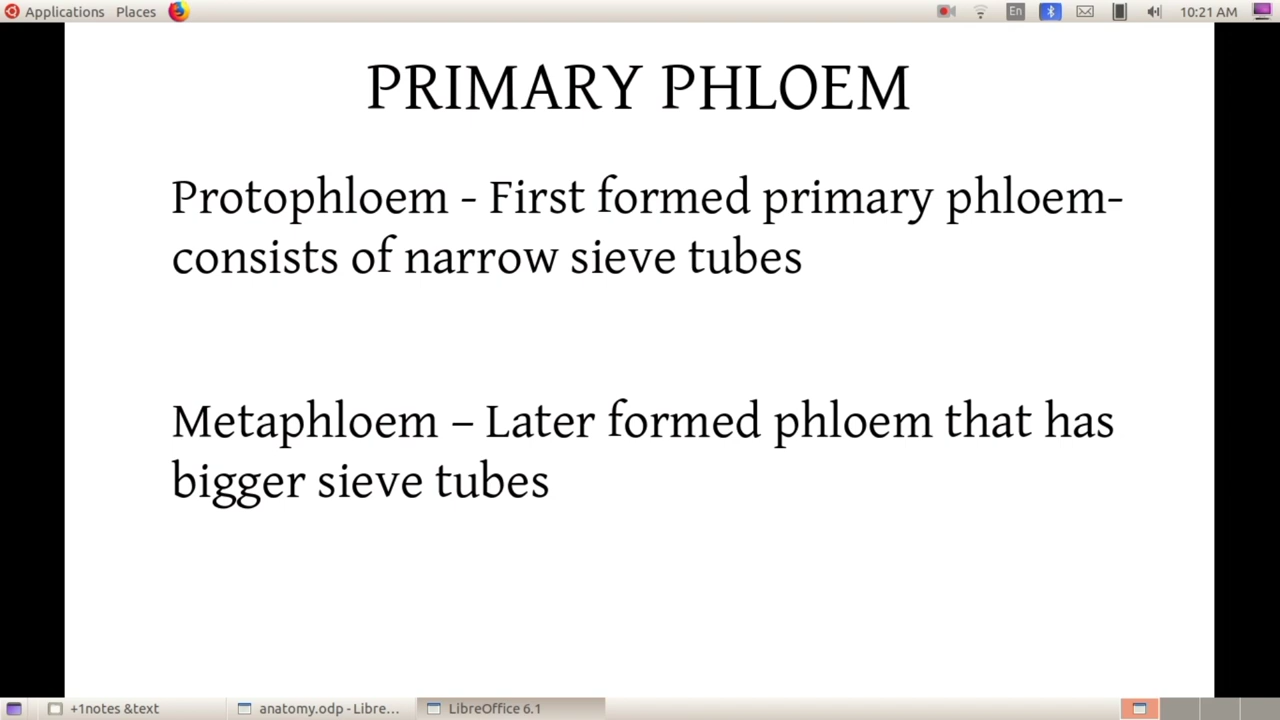 Applications Places En 10:21 AM
PRIMARY PHLOEM
Protophloem - First formed primary phloem-
consists of narrow sieve tubes
Metaphloem – Later formed phloem that has
bigger sieve tubes
+1notes &text anatomy.odp - Libre... LibreOffice 6.1